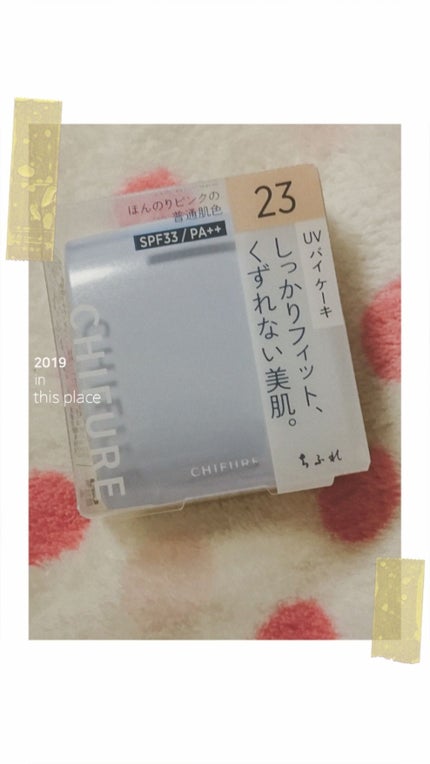 ほんのりピンクの
普通肌色
23
SPF33 / PA++
UV バイ ケーキ
しっかりフィット、
くずれない美肌。
CHIFURE
CHIFURE
ちふれ
2019
in
this place